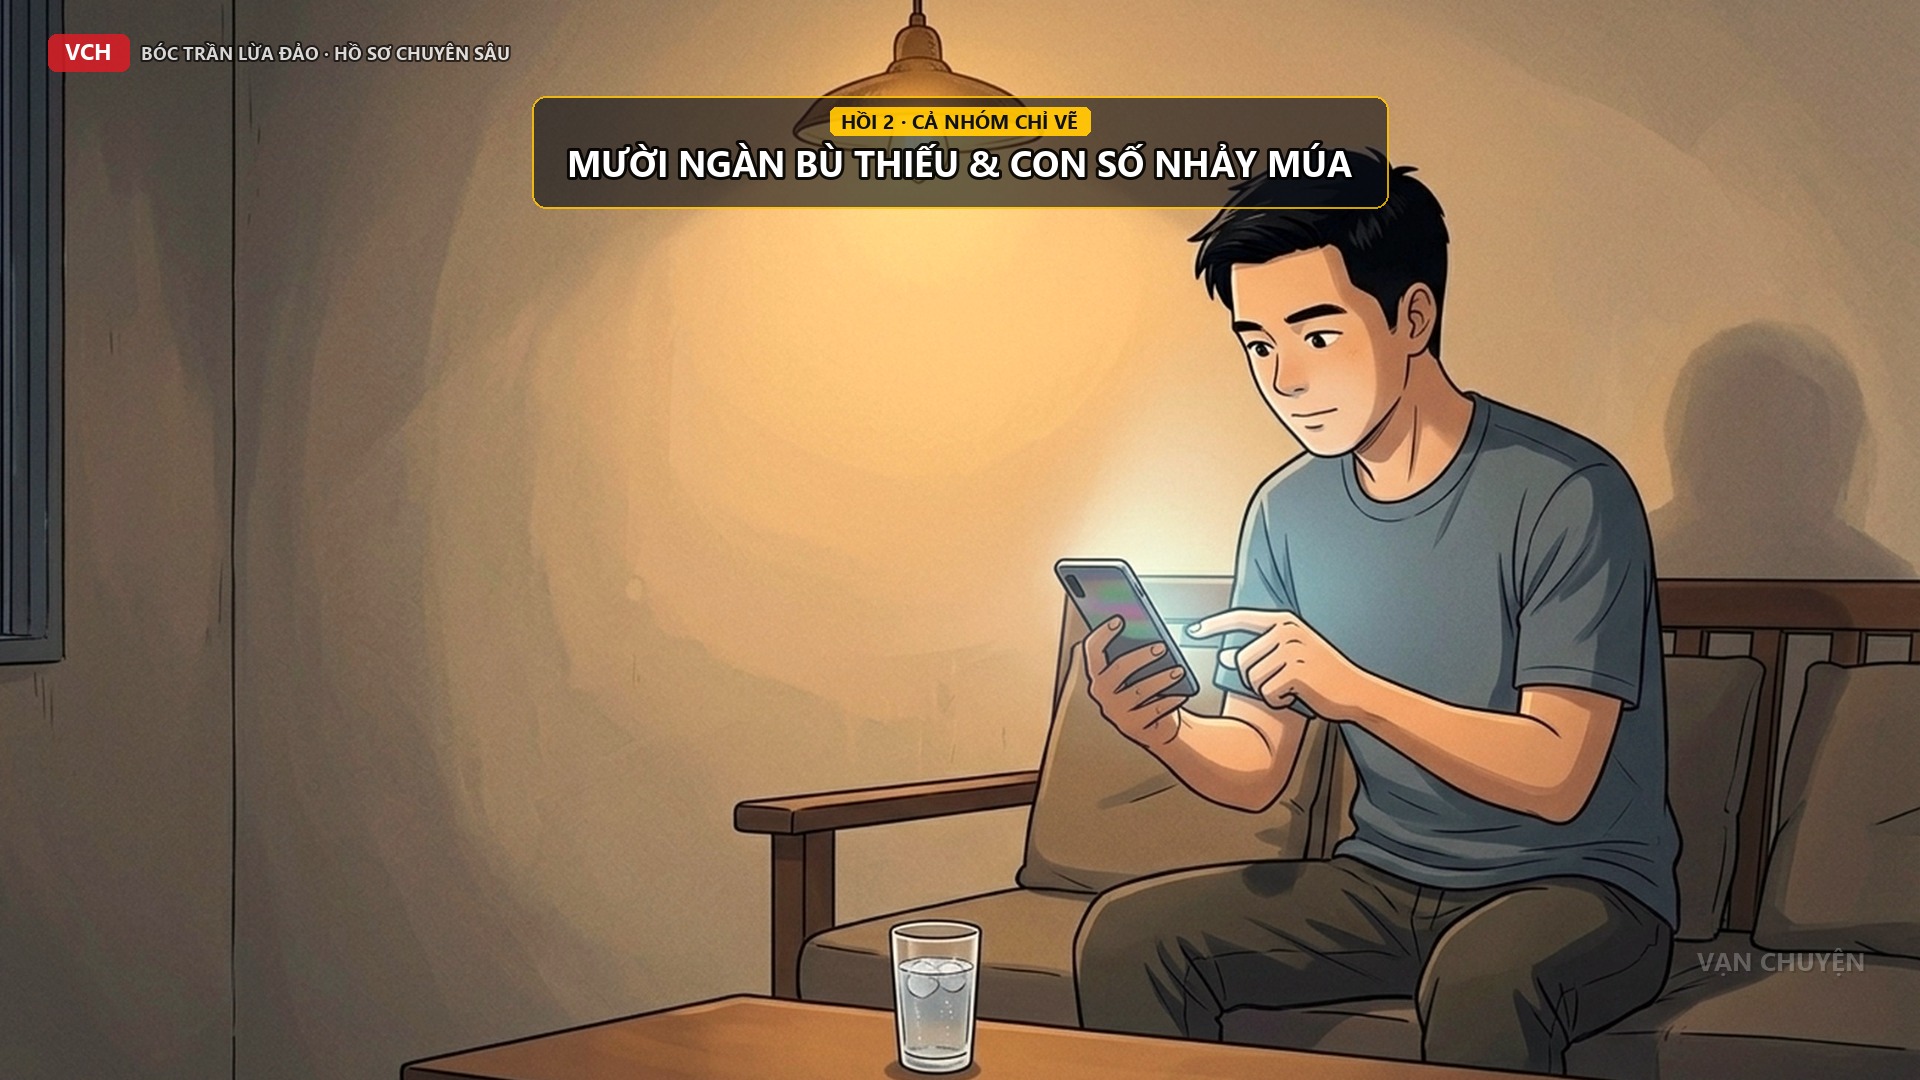 VCH BÓC TRẦN LỪA ĐẢO · HỒ SƠ CHUYÊN SÂU
HỒI 2 · CẢ NHÓM CHỈ VẼ
MƯỜI NGÀN BÙ THIẾU & CON SỐ NHẢY MÚA
VẠN CHUYỆN